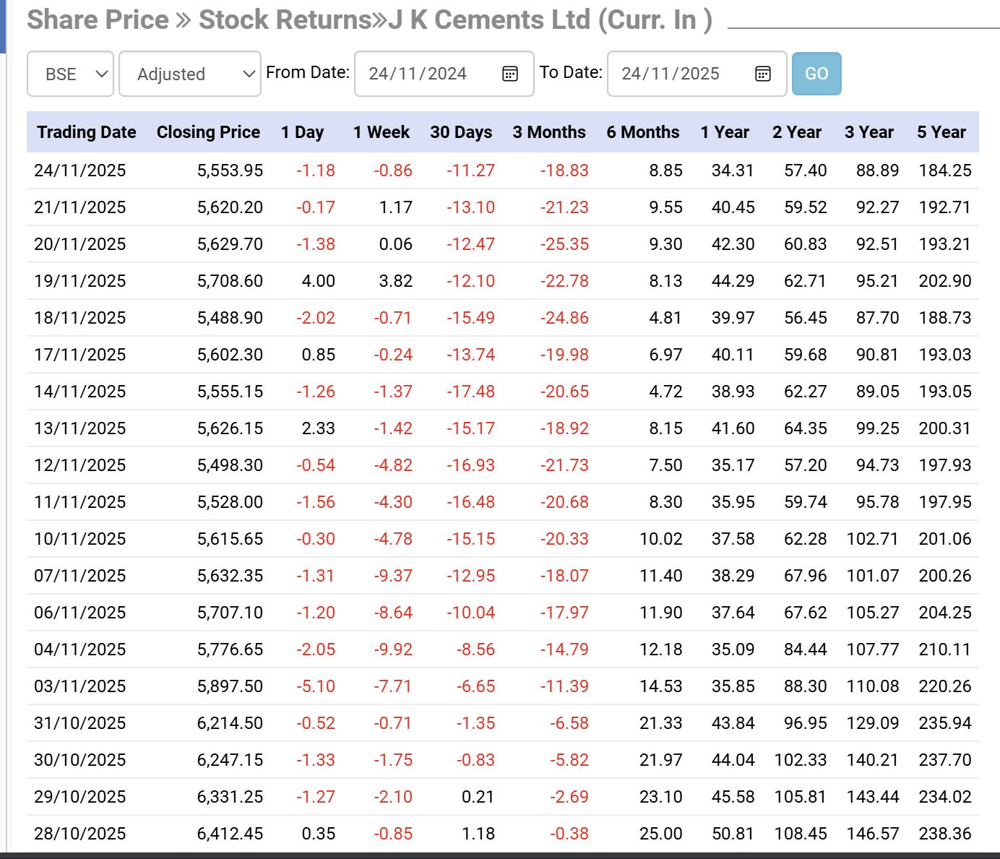 Share Price » Stock Returns»J K Cements Ltd (Curr. In )
BSE Adjusted From Date: 24/11/2024 To Date: 24/11/2025 GO
Trading Date Closing Price 1 Day 1 Week 30 Days 3 Months 6 Months 1 Year 2 Year 3 Year 5 Year
24/11/2025 5,553.95 -1.18 -0.86 -11.27 -18.83 8.85 34.31 57.40 88.89 184.25
21/11/2025 5,620.20 -0.17 1.17 -13.10 -21.23 9.55 40.45 59.52 92.27 192.71
20/11/2025 5,629.70 -1.38 0.06 -12.47 -25.35 9.30 42.30 60.83 92.51 193.21
19/11/2025 5,708.60 4.00 3.82 -12.10 -22.78 8.13 44.29 62.71 95.21 202.90
18/11/2025 5,488.90 -2.02 -0.71 -15.49 -24.86 4.81 39.97 56.45 87.70 188.73
17/11/2025 5,602.30 0.85 -0.24 -13.74 -19.98 6.97 40.11 59.68 90.81 193.03
14/11/2025 5,555.15 -1.26 -1.37 -17.48 -20.65 4.72 38.93 62.27 89.05 193.05
13/11/2025 5,626.15 2.33 -1.42 -15.17 -18.92 8.15 41.60 64.35 99.25 200.31
12/11/2025 5,498.30 -0.54 -4.82 -16.93 -21.73 7.50 35.17 57.20 94.73 197.93
11/11/2025 5,528.00 -1.56 -4.30 -16.48 -20.68 8.30 35.95 59.74 95.78 197.95
10/11/2025 5,615.65 -0.30 -4.78 -15.15 -20.33 10.02 37.58 62.28 102.71 201.06
07/11/2025 5,632.35 -1.31 -9.37 -12.95 -18.07 11.40 38.29 67.96 101.07 200.26
06/11/2025 5,707.10 -1.20 -8.64 -10.04 -17.97 11.90 37.64 67.62 105.27 204.25
04/11/2025 5,776.65 -2.05 -9.92 -8.56 -14.79 12.18 35.09 84.44 107.77 210.11
03/11/2025 5,897.50 -5.10 -7.71 -6.65 -11.39 14.53 35.85 88.30 110.08 220.26
31/10/2025 6,214.50 -0.52 -0.71 -1.35 -6.58 21.33 43.84 96.95 129.09 235.94
30/10/2025 6,247.15 -1.33 -1.75 -0.83 -5.82 21.97 44.04 102.33 140.21 237.70
29/10/2025 6,331.25 -1.27 -2.10 0.21 -2.69 23.10 45.58 105.81 143.44 234.02
28/10/2025 6,412.45 0.35 -0.85 1.18 -0.38 25.00 50.81 108.45 146.57 238.36